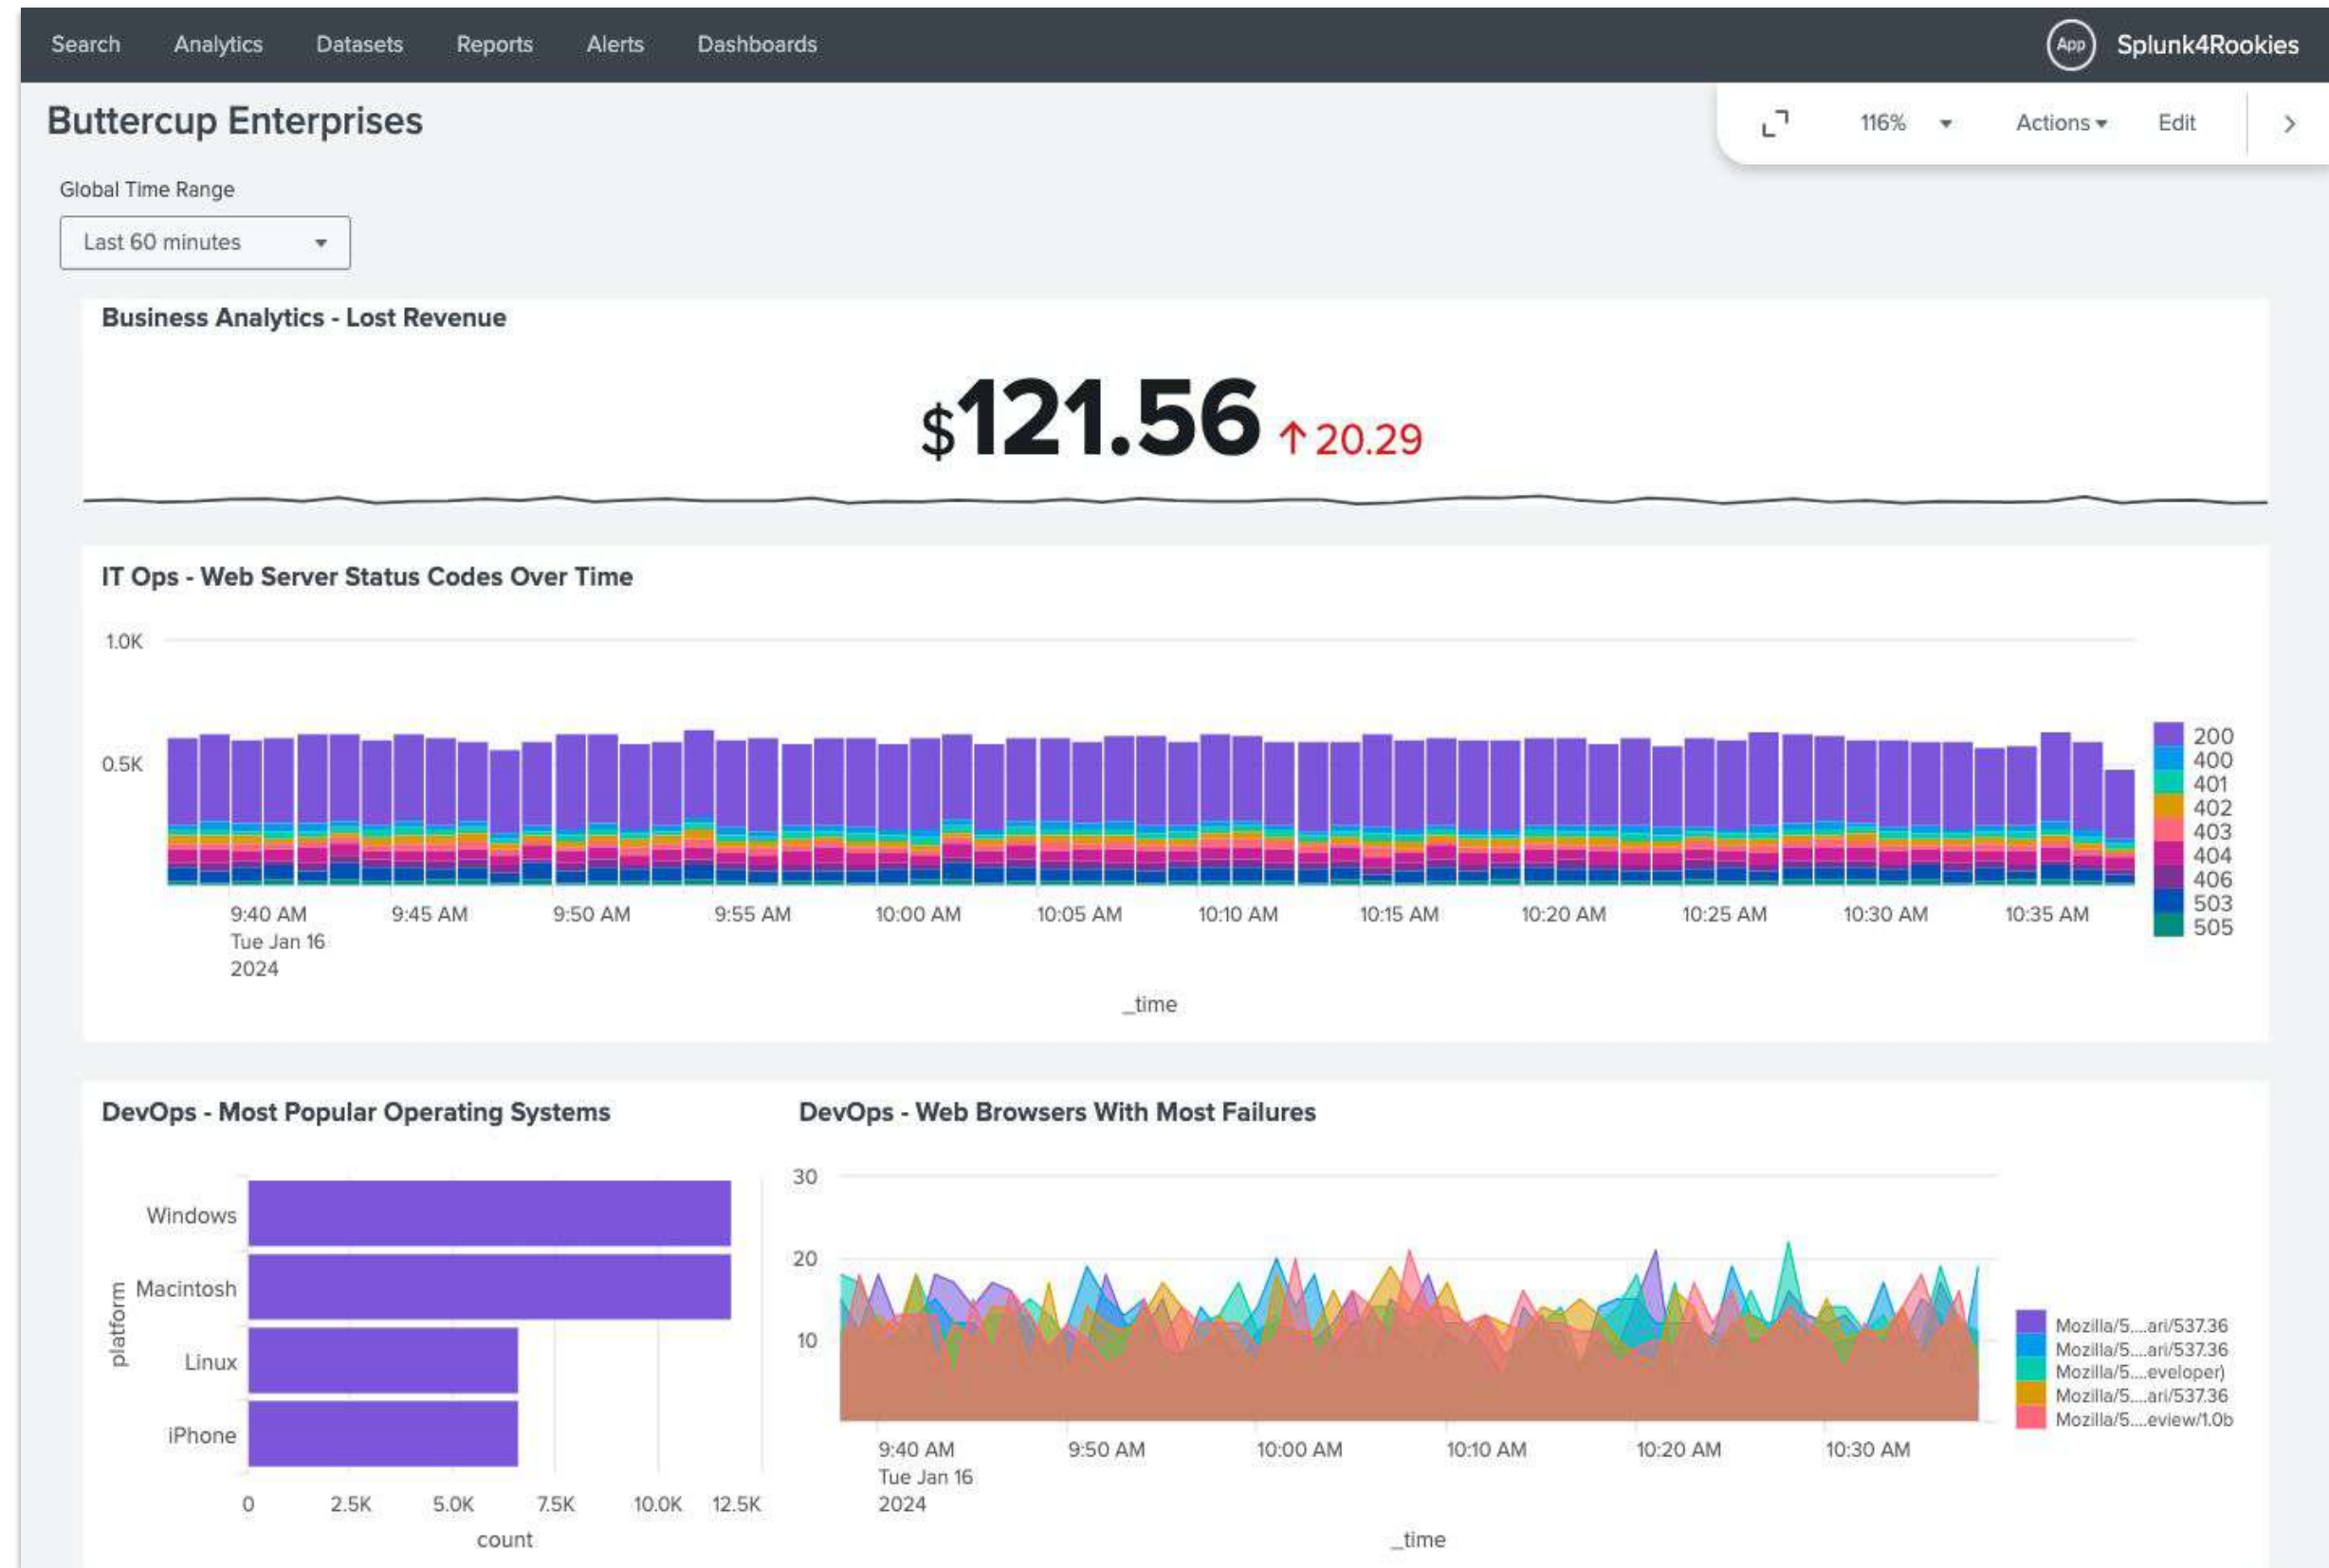 Search Analytics Datasets Reports Alerts Dashboards App Splunk4Rookies
Buttercup Enterprises
116% Actions Edit
Global Time Range
Last 60 minutes
Business Analytics - Lost Revenue
$121.56 ↑20.29
IT Ops - Web Server Status Codes Over Time
1.0K
0.5K
200
400
401
402
403
404
406
503
505
9:40 AM 9:45 AM 9:50 AM 9:55 AM 10:00 AM 10:05 AM 10:10 AM 10:15 AM 10:20 AM 10:25 AM 10:30 AM 10:35 AM
Tue Jan 16
2024
_time
DevOps - Most Popular Operating Systems
platform
Windows
Macintosh
Linux
iPhone
0 2.5K 5.0K 7.5K 10.0K 12.5K
count
DevOps - Web Browsers With Most Failures
30
20
10
Mozilla/5....ari/537.36
Mozilla/5....ari/537.36
Mozilla/5....eveloper)
Mozilla/5....ari/537.36
Mozilla/5....eview/1.0b
9:40 AM 9:50 AM 10:00 AM 10:10 AM 10:20 AM 10:30 AM
Tue Jan 16
2024
_time